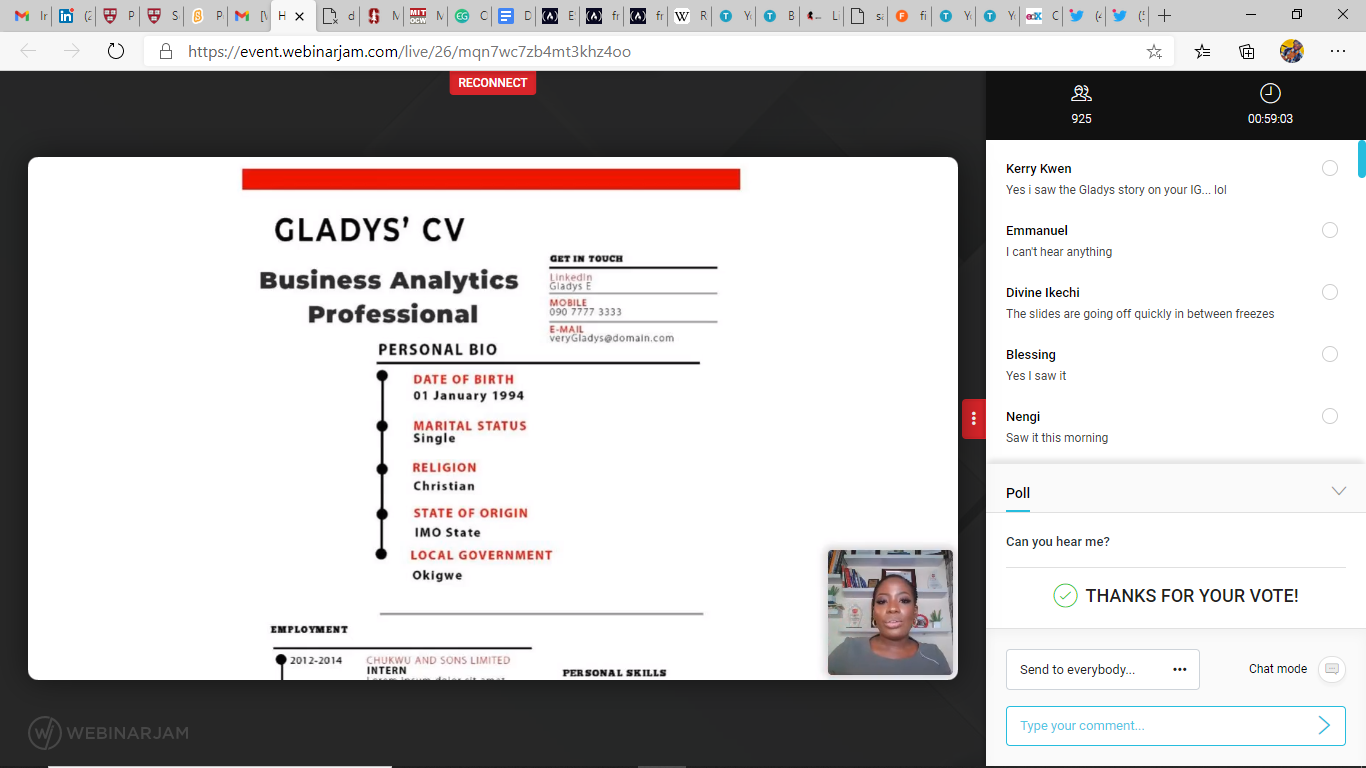 https://event.webinarjam.com/live/26/mqn7wc7zb4mt3khz4oo
RECONNECT
925
00:59:03
GLADYS' CV
Business Analytics
Professional
GET IN TOUCH
LinkedIn
Gladys E
MOBILE
090 7777 3333
E-MAIL
veryGladys@domain.com
PERSONAL BIO
DATE OF BIRTH
01 January 1994
MARITAL STATUS
Single
RELIGION
Christian
STATE OF ORIGIN
IMO State
LOCAL GOVERNMENT
Okigwe
EMPLOYMENT
2012-2014
CHUKWU AND SONS LIMITED
INTERN
Lorem ipsum dolor sit amet
PERSONAL SKILLS
WEBINARJAM
Kerry Kwen
Yes i saw the Gladys story on your IG... lol
Emmanuel
I can't hear anything
Divine Ikechi
The slides are going off quickly in between freezes
Blessing
Yes I saw it
Nengi
Saw it this morning
Poll
Can you hear me?
THANKS FOR YOUR VOTE!
Send to everybody...
Chat mode
Type your comment...